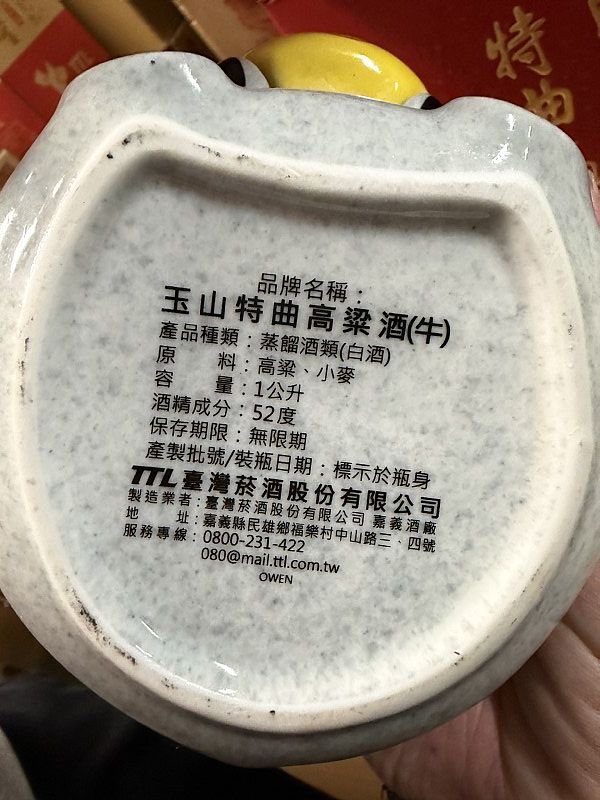 特曲
品牌名稱：
玉山特曲高粱酒(牛)
產品種類：蒸餾酒類(白酒)
原　　料：高粱、小麥
容　　量：1公升
酒精成分：52度
保存期限：無限期
產製批號/裝瓶日期：標示於瓶身
TTL臺灣菸酒股份有限公司
製造業者：臺灣菸酒股份有限公司 嘉義酒廠
地　　址：嘉義縣民雄鄉福樂村中山路三、四號
服務專線：0800-231-422
080@mail.ttl.com.tw
OWEN